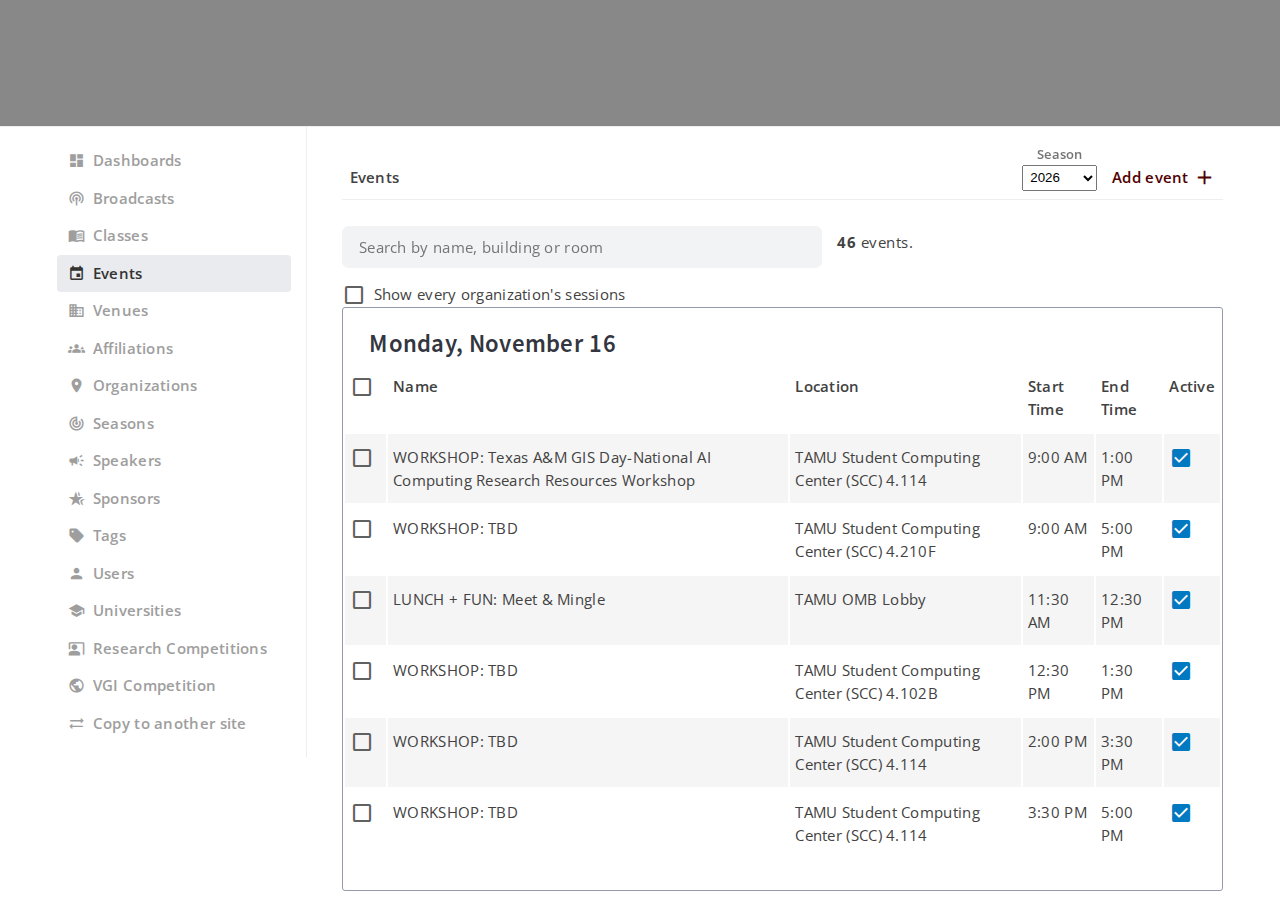 Dashboards
Broadcasts
Classes
Events
Venues
Affiliations
Organizations
Seasons
Speakers
Sponsors
Tags
Users
Universities
Research Competitions
VGI Competition
Copy to another site
Season
Events
2026
Add event
Search by name, building or room
46 events.
Show every organization's sessions
Monday, November 16
Name Location Start Time End Time Active
WORKSHOP: Texas A&M GIS Day-National AI
Computing Research Resources Workshop
TAMU Student Computing
Center (SCC) 4.114
9:00 AM
1:00
PM
WORKSHOP: TBD
TAMU Student Computing
Center (SCC) 4.210F
9:00 AM
5:00
PM
LUNCH + FUN: Meet & Mingle
TAMU OMB Lobby
11:30
AM
12:30
PM
WORKSHOP: TBD
TAMU Student Computing
Center (SCC) 4.102B
12:30
PM
1:30
PM
WORKSHOP: TBD
TAMU Student Computing
Center (SCC) 4.114
2:00 PM
3:30
PM
WORKSHOP: TBD
TAMU Student Computing
Center (SCC) 4.114
3:30 PM
5:00
PM